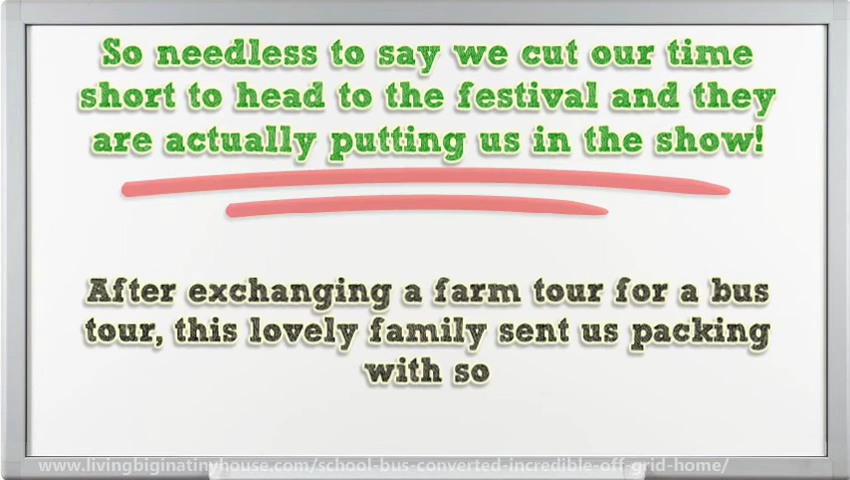 So needless to say we cut our time
short to head to the festival and they
are actually putting us in the show!
After exchanging a farm tour for a bus
tour, this lovely family sent us packing
with so
www.livingbiginatinyhouse.com/school-bus-converted-incredible-off-grid-home/